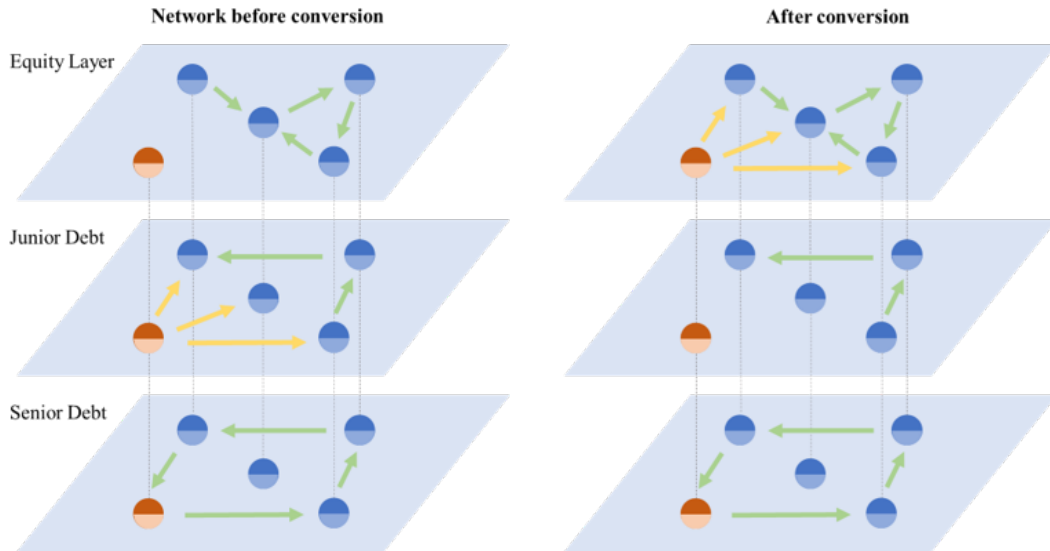 Network before conversion
After conversion
Equity Layer
Junior Debt
Senior Debt